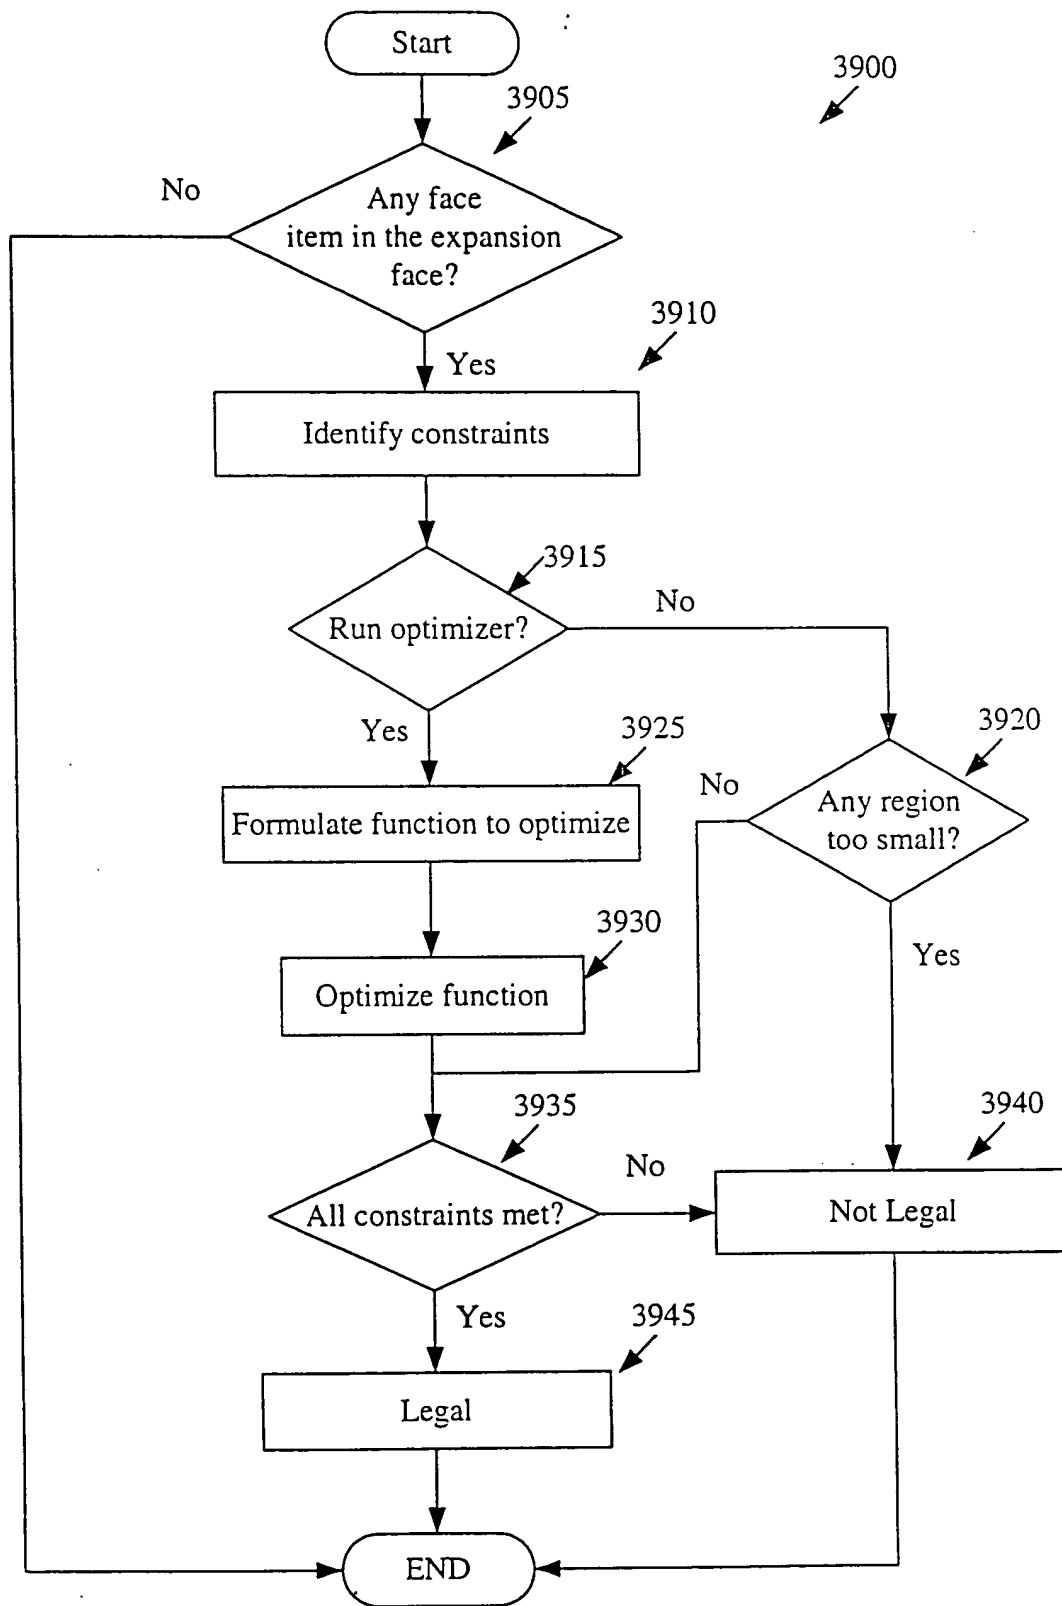 Start
3900
3905
No
Any face
item in the expansion
face?
3910
Yes
Identify constraints
3915
No
Run optimizer?
Yes
3925
3920
No
Any region
too small?
Formulate function to optimize
3930
Yes
Optimize function
3935
3940
No
All constraints met?
Not Legal
Yes
3945
Legal
END